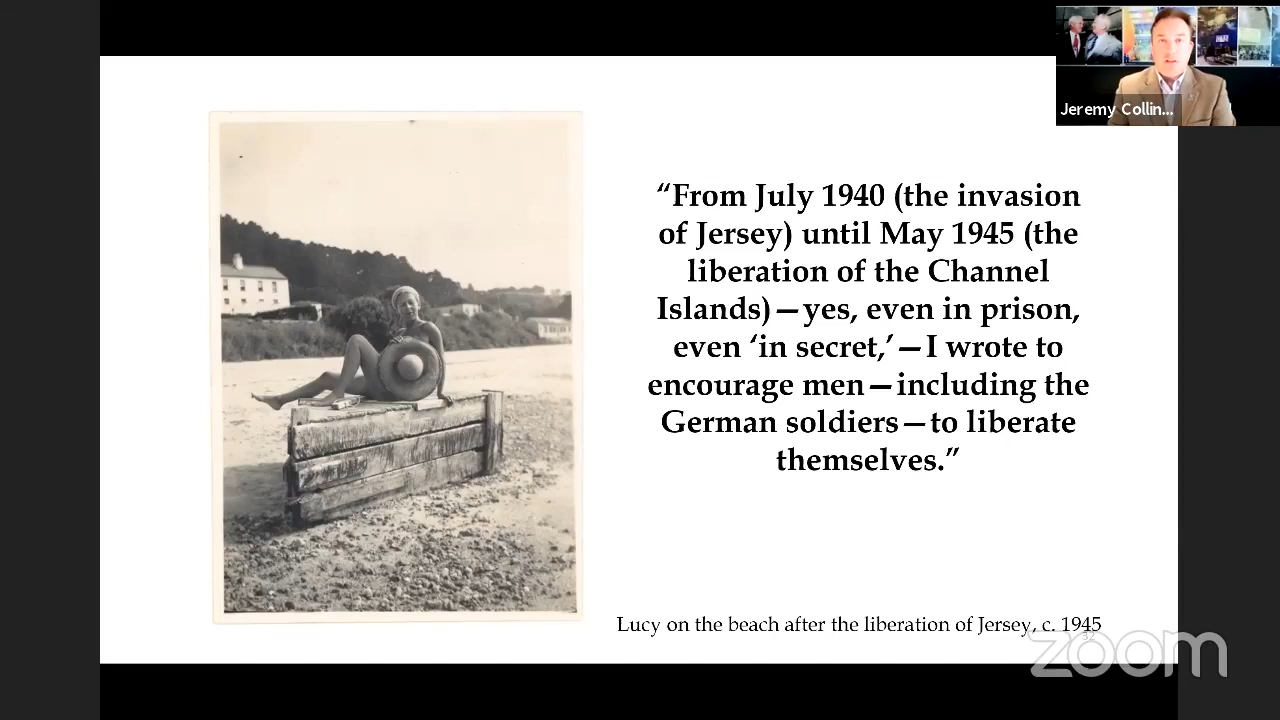 Jeremy Collin...
“From July 1940 (the invasion
of Jersey) until May 1945 (the
liberation of the Channel
Islands)—yes, even in prison,
even ‘in secret,’—I wrote to
encourage men—including the
German soldiers—to liberate
themselves.”
Lucy on the beach after the liberation of Jersey, c. 1945
32
zoom